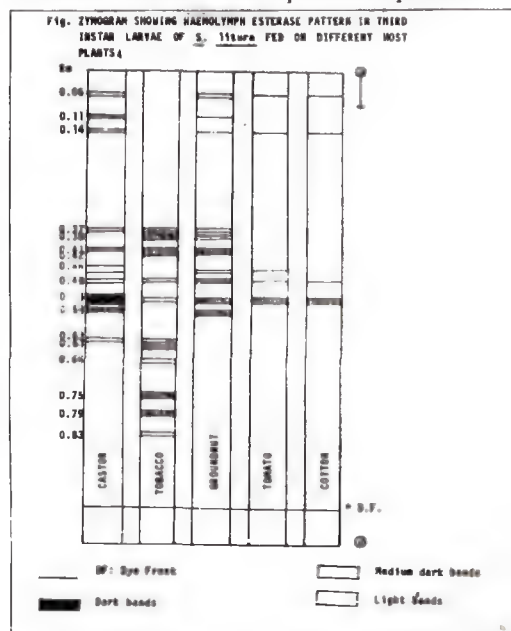 Fig. ZYMOGRAM SHOWING HAEMOLYMPH ESTERASE PATTERN IN THIRD
INSTAR LARVAE OF S. litura FED ON DIFFERENT HOST
PLANTS
Rm
0.06
0.11
0.14
0.75
0.79
0.83
CASTOR
TOBACCO
GROUNDNUT
TOMATO
COTTON
D.F.
DF: Dye Front
Medium dark bands
Dark bands
Light bands